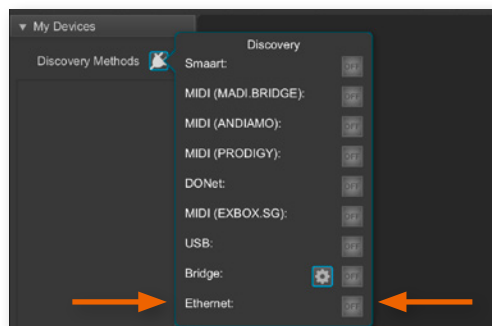 ▼ My Devices
Discovery
Discovery Methods
Smaart: OFF
MIDI (MADI.BRIDGE): OFF
MIDI (ANDIAMO): OFF
MIDI (PRODIGY): OFF
DONet: OFF
MIDI (EXBOX.SG): OFF
USB: OFF
Bridge: OFF
Ethernet: OFF